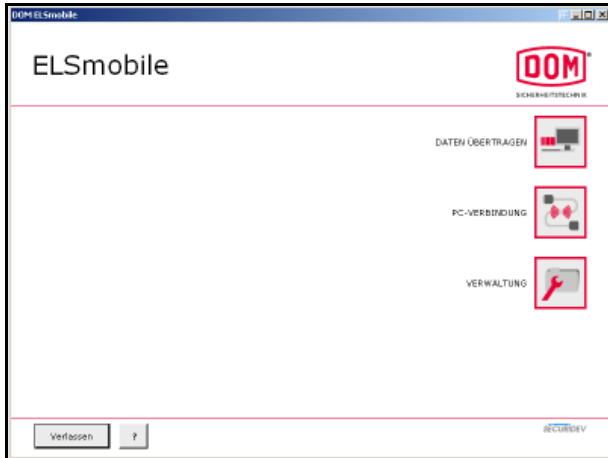 DOM ELSmobile
ELSmobile
DOM
SICHERHEITSTECHNIK
DATEN ÜBERTRAGEN
PC-VERBINDUNG
VERWALTUNG
Verlassen
?
SECURIDEV